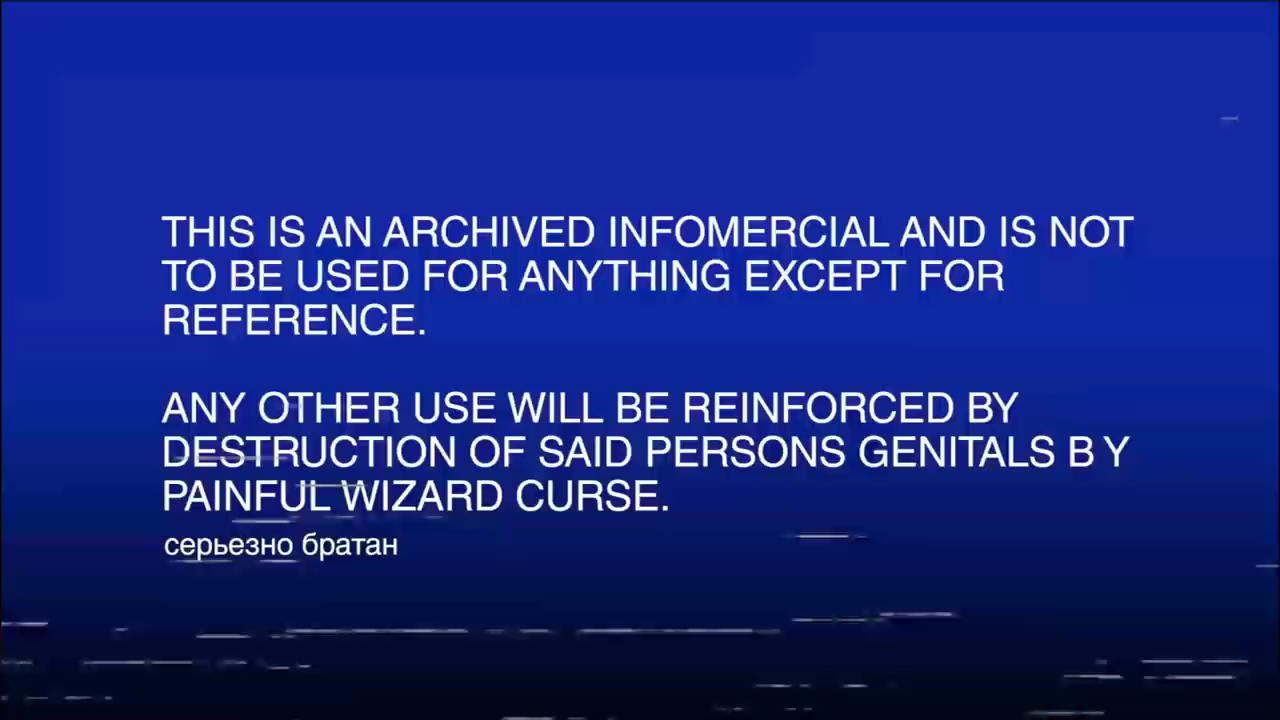 THIS IS AN ARCHIVED INFOMERCIAL AND IS NOT
TO BE USED FOR ANYTHING EXCEPT FOR
REFERENCE.
ANY OTHER USE WILL BE REINFORCED BY
DESTRUCTION OF SAID PERSONS GENITALS B Y
PAINFUL WIZARD CURSE.
серьезно братан